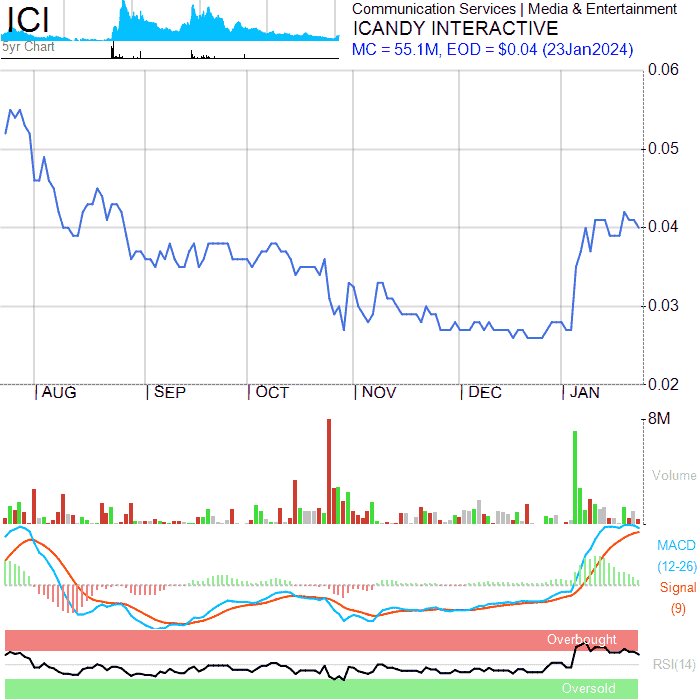 ICI
5yr Chart
Communication Services | Media & Entertainment
ICANDY INTERACTIVE
MC = 55.1M, EOD = $0.04 (23Jan2024)
0.06
0.05
0.04
0.03
0.02
AUG SEP OCT NOV DEC JAN
8M
Volume
MACD
(12-26)
Signal
(9)
Overbought
RSI(14)
Oversold